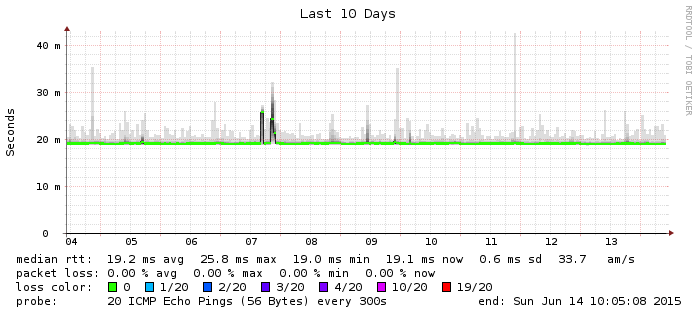 Last 10 Days
RRDTOOL / TOBI OETIKER
Seconds
40 m
30 m
20 m
10 m
0
04 05 06 07 08 09 10 11 12 13
median rtt: 19.2 ms avg 25.8 ms max 19.0 ms min 19.1 ms now 0.6 ms sd 33.7 am/s
packet loss: 0.00 % avg 0.00 % max 0.00 % min 0.00 % now
loss color: 0 1/20 2/20 3/20 4/20 10/20 19/20
probe: 20 ICMP Echo Pings (56 Bytes) every 300s end: Sun Jun 14 10:05:08 2015